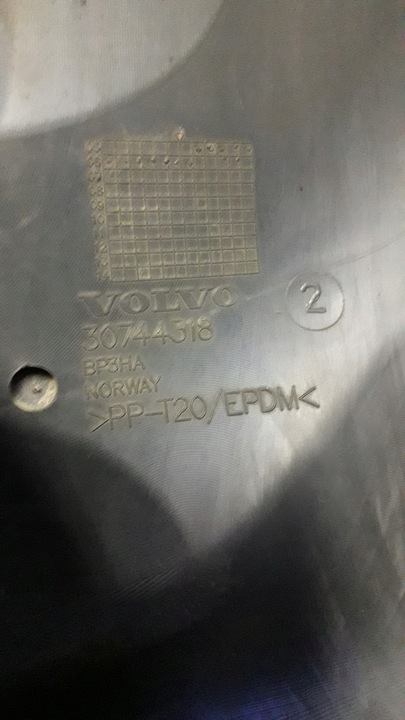 VOLVO
30744318
2
BP3HA
NORWAY
>PP-T20/EPDM<